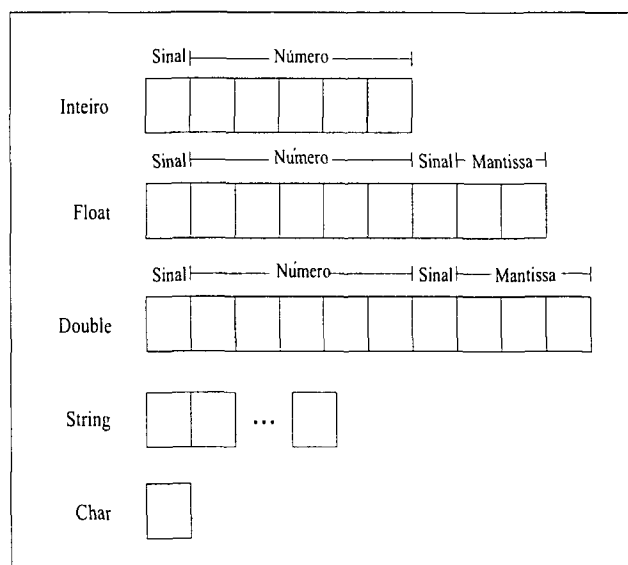 Sinal Número
Inteiro
Sinal Número Sinal Mantissa
Float
Sinal Número Sinal Mantissa
Double
String ...
Char